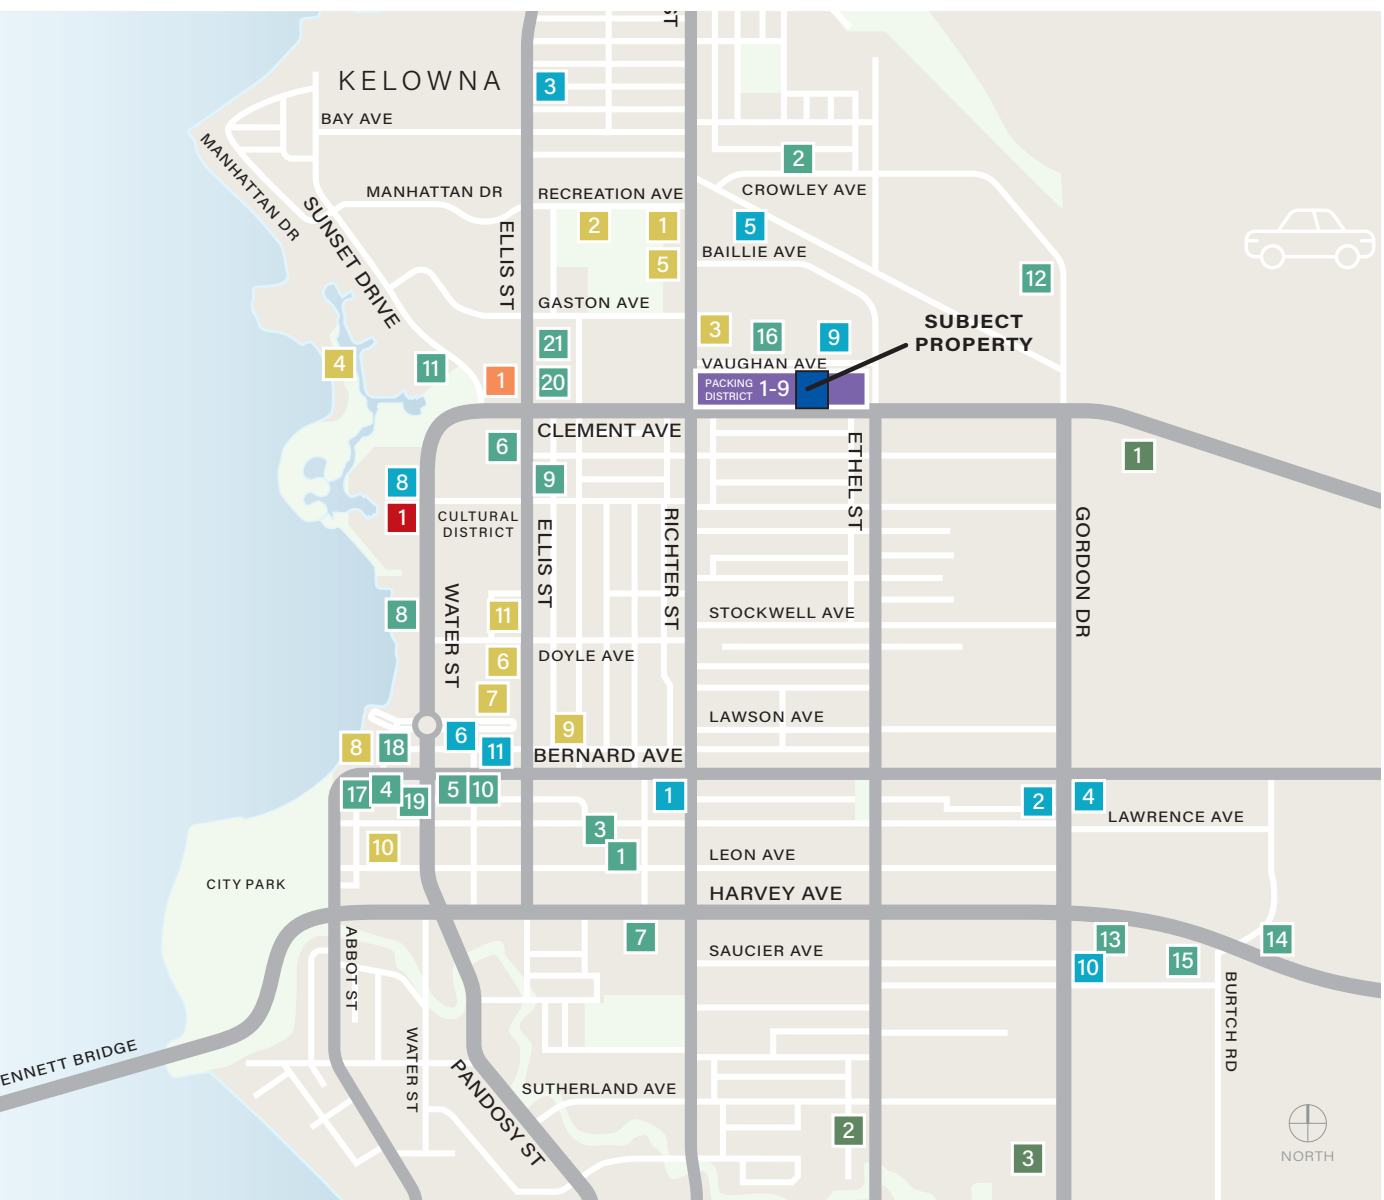 ST
KELOWNA
3
BAY AVE
MANHATTAN DR
2
MANHATTAN DR
RECREATION AVE
CROWLEY AVE
SUNSET DRIVE
ELLIS ST
2
1
5
BAILLIE AVE
5
12
GASTON AVE
SUBJECT
PROPERTY
3
16
9
21
4
11
1
20
VAUGHAN AVE
PACKING
DISTRICT
1-9
CLEMENT AVE
6
ETHEL ST
1
8
9
1
CULTURAL
DISTRICT
ELLIS ST
RICHTER ST
GORDON DR
WATER ST
8
11
STOCKWELL AVE
6
DOYLE AVE
7
LAWSON AVE
9
6
8
18
11
BERNARD AVE
17
4
19
5
10
1
2
4
LAWRENCE AVE
3
10
1
LEON AVE
CITY PARK
HARVEY AVE
7
ABBOT ST
SAUCIER AVE
13
14
10
15
BURTCH RD
WATER ST
ENNETT BRIDGE
PANDOSY ST
SUTHERLAND AVE
2
3
NORTH